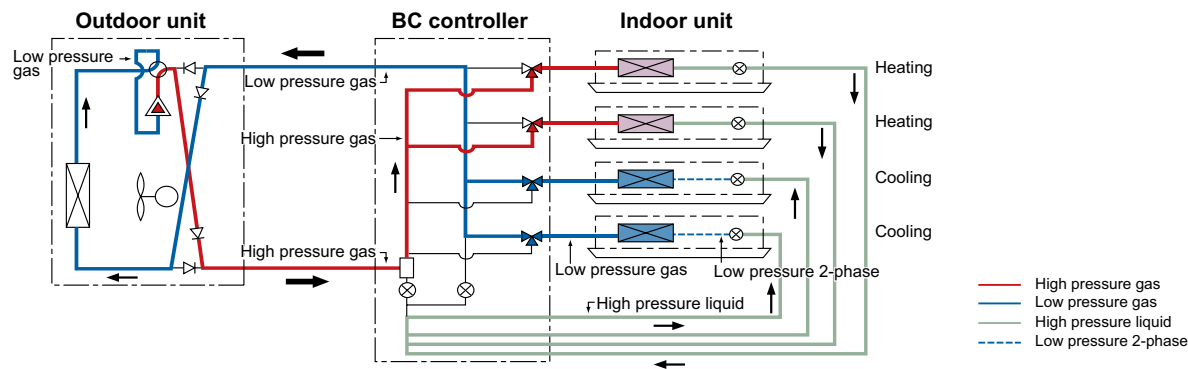 Outdoor unit
BC controller
Indoor unit
Low pressure
gas
Low pressure gas
High pressure gas
High pressure gas
Heating
Heating
Cooling
Cooling
Low pressure gas
Low pressure 2-phase
High pressure liquid
High pressure gas
Low pressure gas
High pressure liquid
Low pressure 2-phase